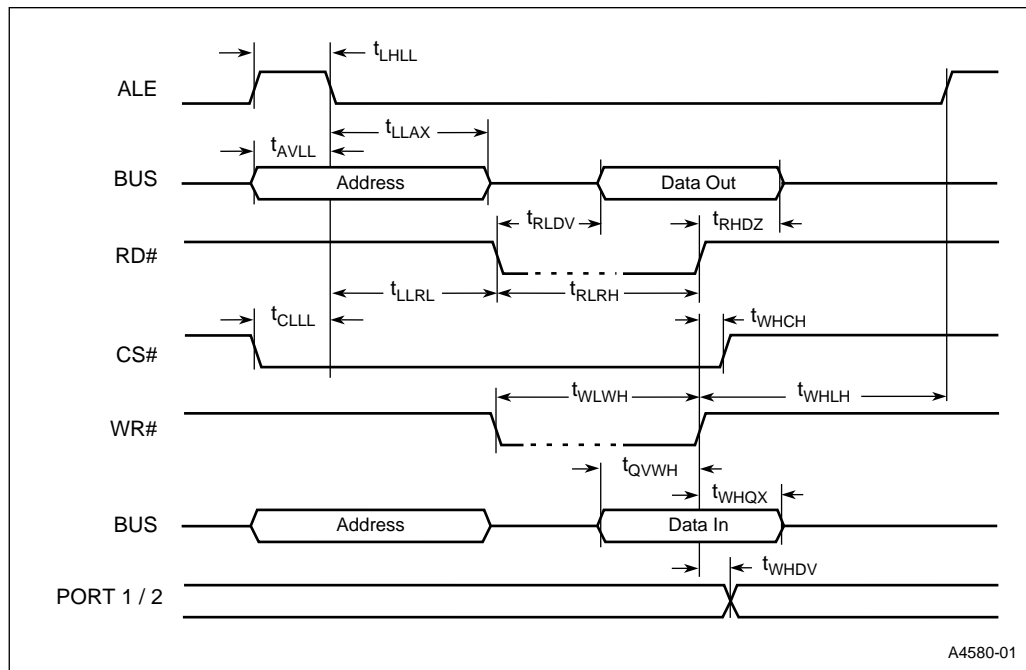 tLHLL
ALE
tLLAX
tAVLL
BUS
Address
Data Out
tRLDV
tRHDZ
RD#
tLLRL
tRLRH
tCLLL
tWHCH
CS#
tWLWH
tWHLH
WR#
tQVWH
tWHQX
BUS
Address
Data In
tWHDV
PORT 1 / 2
A4580-01